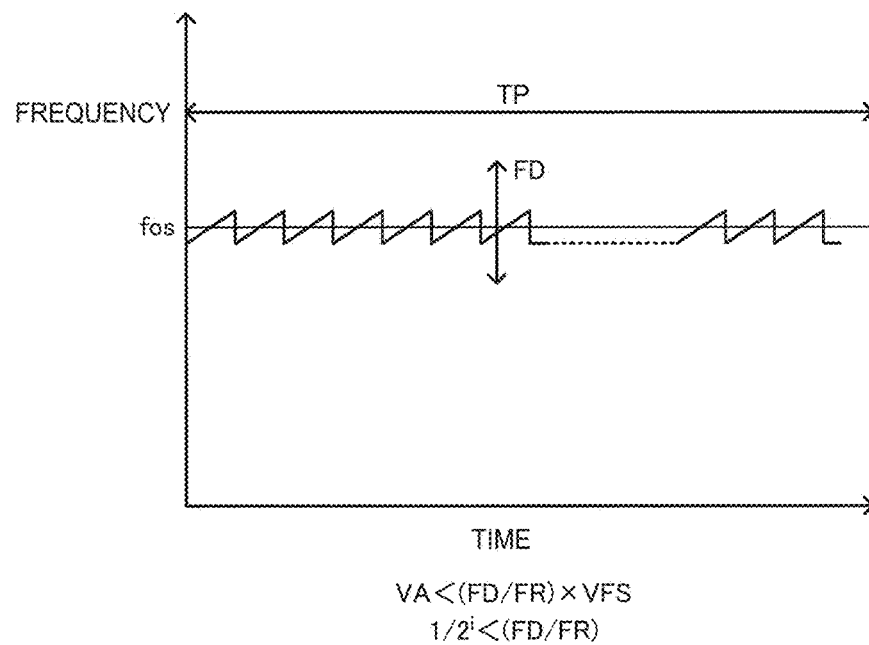 TP
FREQUENCY
FD
fos
TIME
VA<(FD/FR)×VFS
1/2ⁱ<(FD/FR)